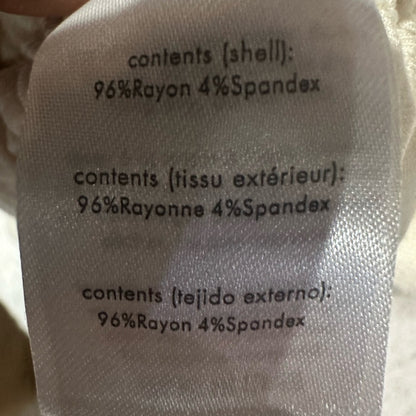 contents (shell):
96%Rayon 4%Spandex
contents (tissu extérieur):
96%Rayonne 4%Spandex
contents (tejido externo):
96%Rayon 4%Spandex